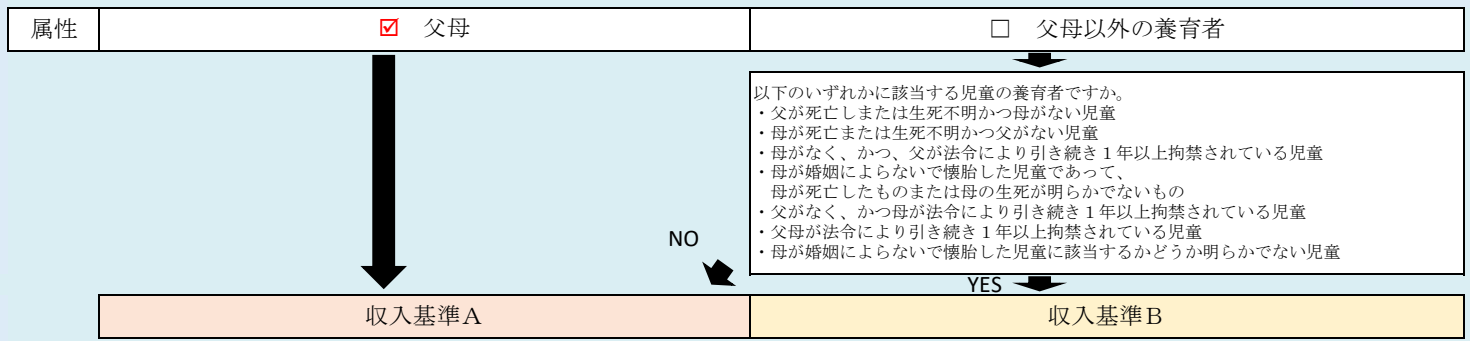 属性
☑ 父母
□ 父母以外の養育者
以下のいずれかに該当する児童の養育者ですか。
・父が死亡しまたは生死不明かつ母がない児童
・母が死亡または生死不明かつ父がない児童
・母がなく、かつ、父が法令により引き続き１年以上拘禁されている児童
・母が婚姻によらないで懐胎した児童であって、
母が死亡したものまたは母の生死が明らかでないもの
・父がなく、かつ母が法令により引き続き１年以上拘禁されている児童
・父母が法令により引き続き１年以上拘禁されている児童
・母が婚姻によらないで懐胎した児童に該当するかどうか明らかでない児童
NO
YES
収入基準Ａ
収入基準Ｂ